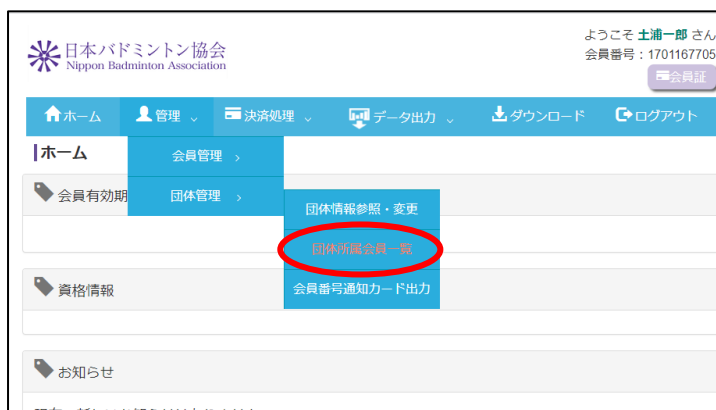 ようこそ 土浦一郎 さん
日本バドミントン協会
Nippon Badminton Association
会員番号：1701167705
会員証
ホーム 管理 決済処理 データ出力 ダウンロード ログアウト
ホーム
会員管理
会員有効期
団体管理
団体情報参照・変更
団体所属会員一覧
資格情報
会員番号通知カード出力
お知らせ